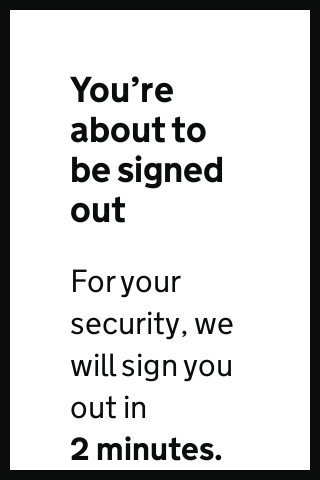 You’re
about to
be signed
out
For your
security, we
will sign you
out in
2 minutes.